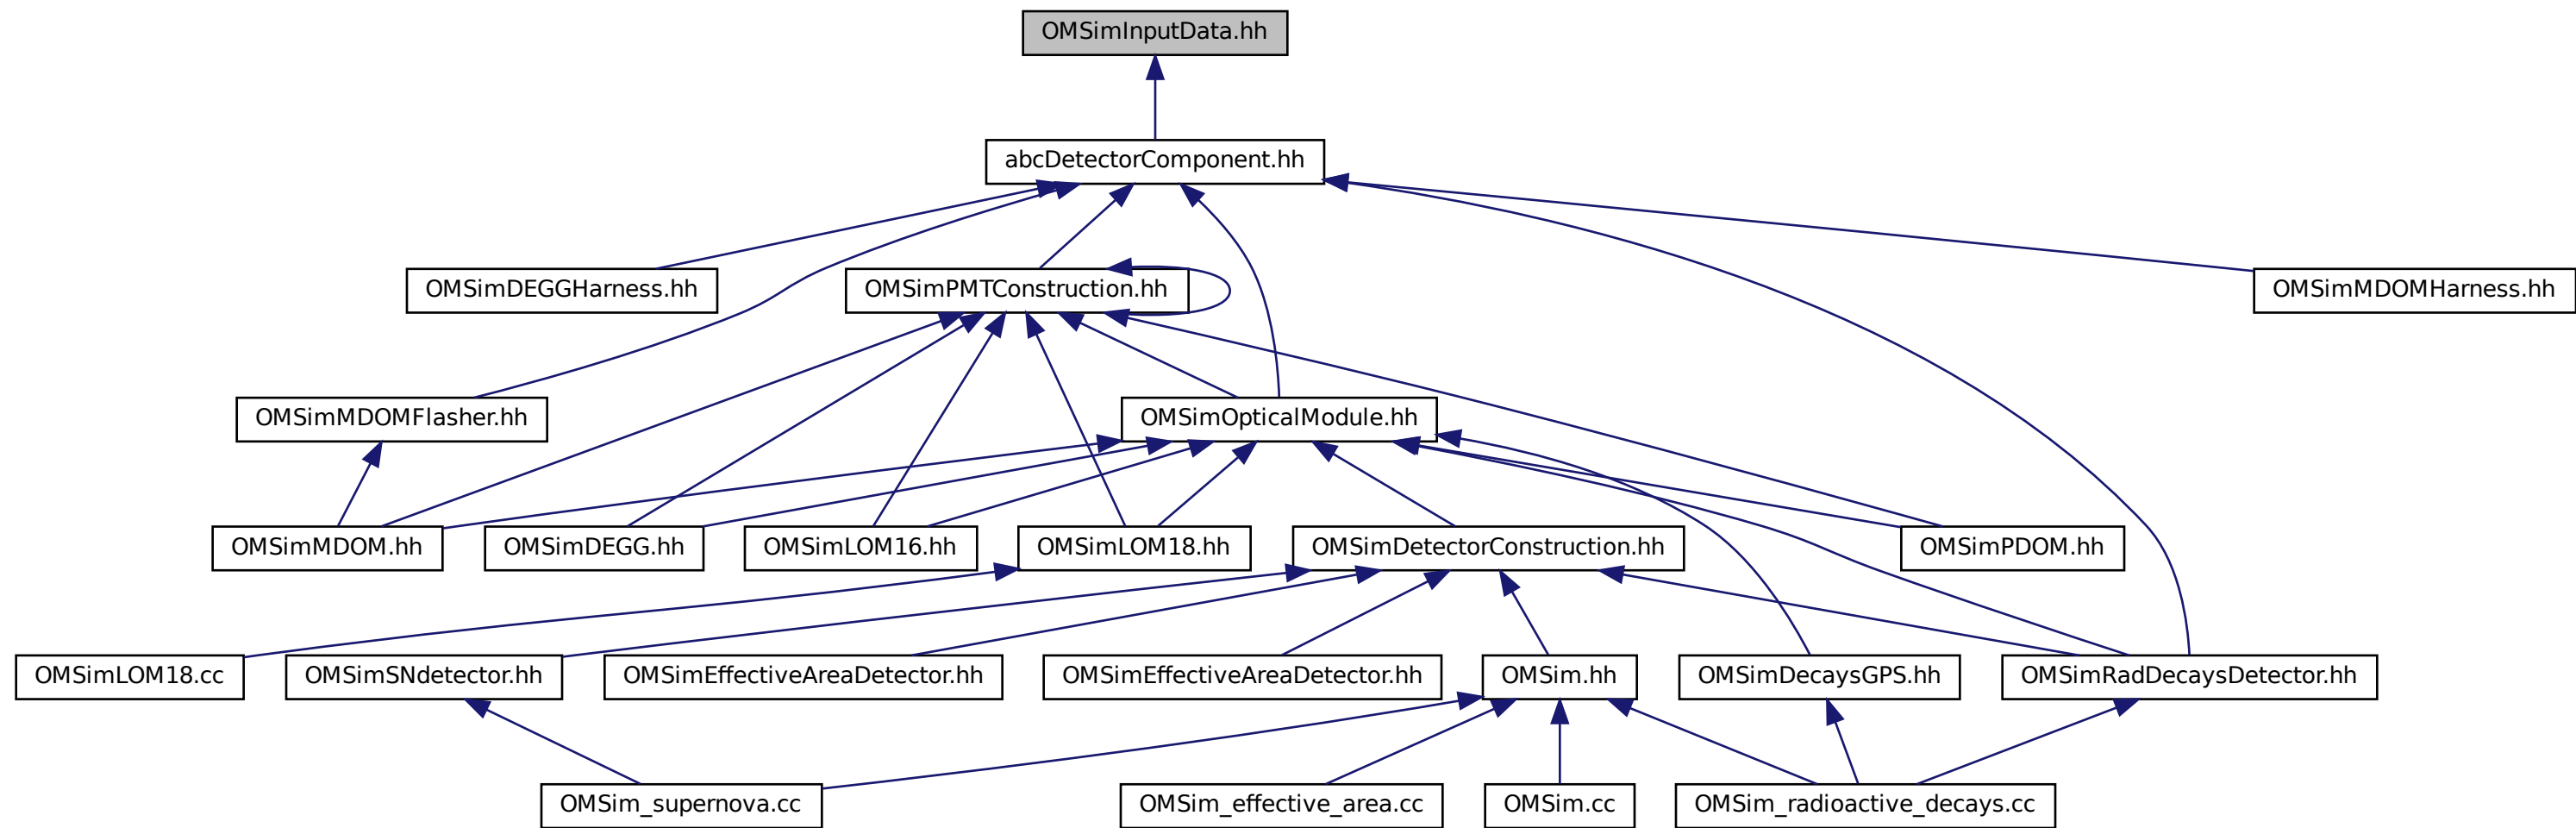 OMSimInputData.hh
abcDetectorComponent.hh
OMSimDEGGHarness.hh
OMSimPMTConstruction.hh
OMSimMDOMHarness.hh
OMSimMDOMFlasher.hh
OMSimOpticalModule.hh
OMSimMDOM.hh
OMSimDEGG.hh
OMSimLOM16.hh
OMSimLOM18.hh
OMSimDetectorConstruction.hh
OMSimPDOM.hh
OMSimLOM18.cc
OMSimSNdetector.hh
OMSimEffectiveAreaDetector.hh
OMSimEffectiveAreaDetector.hh
OMSim.hh
OMSimDecaysGPS.hh
OMSimRadDecaysDetector.hh
OMSim_supernova.cc
OMSim_effective_area.cc
OMSim.cc
OMSim_radioactive_decays.cc